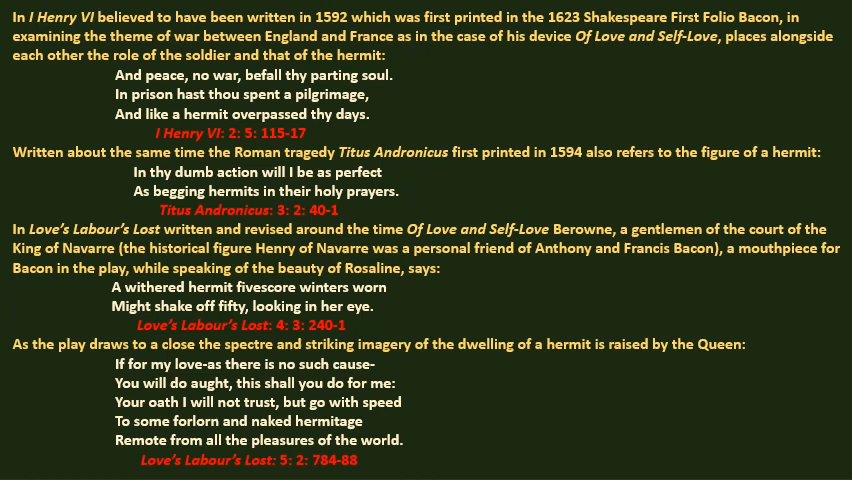 In I Henry VI believed to have been written in 1592 which was first printed in the 1623 Shakespeare First Folio Bacon, in
examining the theme of war between England and France as in the case of his device Of Love and Self-Love, places alongside
each other the role of the soldier and that of the hermit:
And peace, no war, befall thy parting soul.
In prison hast thou spent a pilgrimage,
And like a hermit overpassed thy days.
I Henry VI: 2: 5: 115-17
Written about the same time the Roman tragedy Titus Andronicus first printed in 1594 also refers to the figure of a hermit:
In thy dumb action will I be as perfect
As begging hermits in their holy prayers.
Titus Andronicus: 3: 2: 40-1
In Love's Labour's Lost written and revised around the time Of Love and Self-Love Berowne, a gentlemen of the court of the
King of Navarre (the historical figure Henry of Navarre was a personal friend of Anthony and Francis Bacon), a mouthpiece for
Bacon in the play, while speaking of the beauty of Rosaline, says:
A withered hermit fivescore winters worn
Might shake off fifty, looking in her eye.
Love's Labour's Lost: 4: 3: 240-1
As the play draws to a close the spectre and striking imagery of the dwelling of a hermit is raised by the Queen:
If for my love-as there is no such cause-
You will do aught, this shall you do for me:
Your oath I will not trust, but go with speed
To some forlorn and naked hermitage
Remote from all the pleasures of the world.
Love's Labour's Lost: 5: 2: 784-88